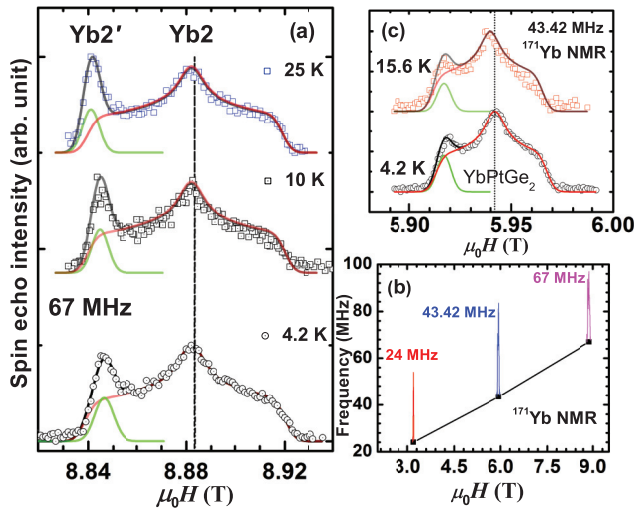 Yb2′ Yb2 (a)
25 K
10 K
67 MHz
4.2 K
Spin echo intensity (arb. unit)
8.84 8.88 8.92
μ₀H (T)
(c) 43.42 MHz
¹⁷¹Yb NMR
15.6 K
4.2 K
YbPtGe₂
5.90 5.95 6.00
μ₀H (T)
(b)
67 MHz
43.42 MHz
24 MHz
¹⁷¹Yb NMR
Frequency (MHz)
100
80
60
40
20
3.0 4.5 6.0 7.5 9.0
μ₀H (T)